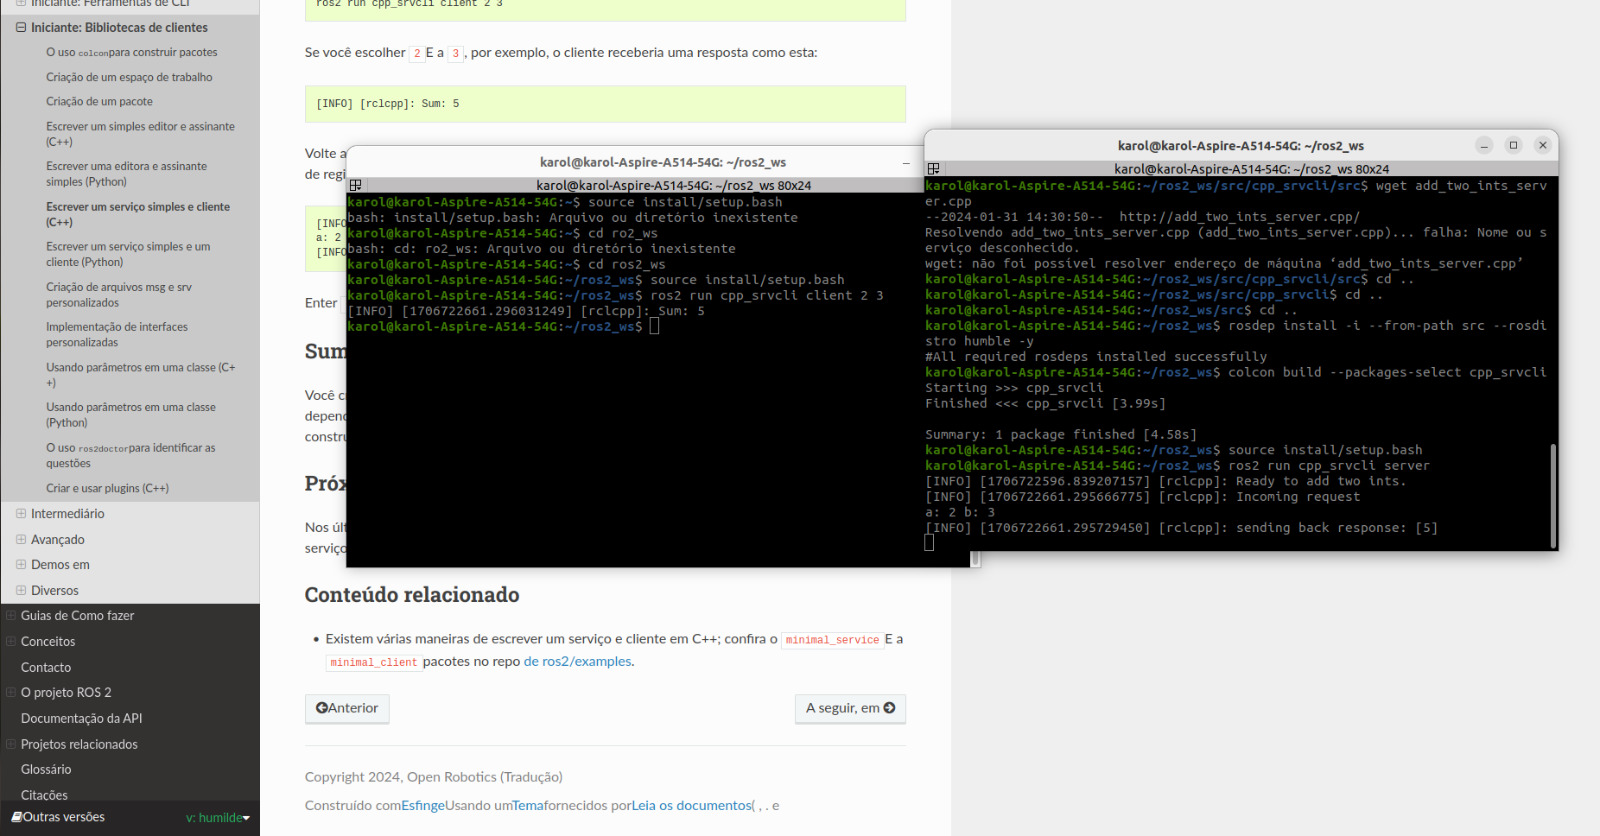 Iniciante: Ferramentas de CLI
Iniciante: Bibliotecas de clientes
O uso colconpara construir pacotes
Criação de um espaço de trabalho
Criação de um pacote
Escrever um simples editor e assinante
(C++)
Escrever uma editora e assinante
simples (Python)
Escrever um serviço simples e cliente
(C++)
Escrever um serviço simples e um
cliente (Python)
Criação de arquivos msg e srv
personalizados
Implementação de interfaces
personalizadas
Usando parâmetros em uma classe (C+
+)
Usando parâmetros em uma classe
(Python)
O uso ros2doctorpara identificar as
questões
Criar e usar plugins (C++)
Intermediário
Avançado
Demos em
Diversos
Guias de Como fazer
Conceitos
Contacto
O projeto ROS 2
Documentação da API
Projetos relacionados
Glossário
Citações
Outras versões v: humilde
ros2 run cpp_srvcli client 2 3
Se você escolher 2 E a 3, por exemplo, o cliente receberia uma resposta como esta:
[INFO] [rclcpp]: Sum: 5
Volte a
de regi
[INFO
a: 2
[INFO
Enter
Sum
Você c
depend
constru
Próx
Nos últ
serviço
Conteúdo relacionado
Existem várias maneiras de escrever um serviço e cliente em C++; confira o minimal_service E a
minimal_client pacotes no repo de ros2/examples.
Anterior
A seguir, em
Copyright 2024, Open Robotics (Tradução)
Construído comEsfingeUsando umTemafornecidos porLeia os documentos( , . e
karol@karol-Aspire-A514-54G: ~/ros2_ws
karol@karol-Aspire-A514-54G: ~/ros2_ws 80x24
karol@karol-Aspire-A514-54G:~$ source install/setup.bash
bash: install/setup.bash: Arquivo ou diretório inexistente
karol@karol-Aspire-A514-54G:~$ cd ro2_ws
bash: cd: ro2_ws: Arquivo ou diretório inexistente
karol@karol-Aspire-A514-54G:~$ cd ros2_ws
karol@karol-Aspire-A514-54G:~/ros2_ws$ source install/setup.bash
karol@karol-Aspire-A514-54G:~/ros2_ws$ ros2 run cpp_srvcli client 2 3
[INFO] [1706722661.296031249] [rclcpp]: Sum: 5
karol@karol-Aspire-A514-54G:~/ros2_ws$
karol@karol-Aspire-A514-54G: ~/ros2_ws
karol@karol-Aspire-A514-54G: ~/ros2_ws 80x24
karol@karol-Aspire-A514-54G:~/ros2_ws/src/cpp_srvcli/src$ wget add_two_ints_serv
er.cpp
--2024-01-31 14:30:50-- http://add_two_ints_server.cpp/
Resolvendo add_two_ints_server.cpp (add_two_ints_server.cpp)... falha: Nome ou s
erviço desconhecido.
wget: não foi possível resolver endereço de máquina ‘add_two_ints_server.cpp’
karol@karol-Aspire-A514-54G:~/ros2_ws/src/cpp_srvcli/src$ cd ..
karol@karol-Aspire-A514-54G:~/ros2_ws/src/cpp_srvcli$ cd ..
karol@karol-Aspire-A514-54G:~/ros2_ws/src$ cd ..
karol@karol-Aspire-A514-54G:~/ros2_ws$ rosdep install -i --from-path src --rosdi
stro humble -y
#All required rosdeps installed successfully
karol@karol-Aspire-A514-54G:~/ros2_ws$ colcon build --packages-select cpp_srvcli
Starting >>> cpp_srvcli
Finished <<< cpp_srvcli [3.99s]
Summary: 1 package finished [4.58s]
karol@karol-Aspire-A514-54G:~/ros2_ws$ source install/setup.bash
karol@karol-Aspire-A514-54G:~/ros2_ws$ ros2 run cpp_srvcli server
[INFO] [1706722596.839207157] [rclcpp]: Ready to add two ints.
[INFO] [1706722661.295666775] [rclcpp]: Incoming request
a: 2 b: 3
[INFO] [1706722661.295729450] [rclcpp]: sending back response: [5]